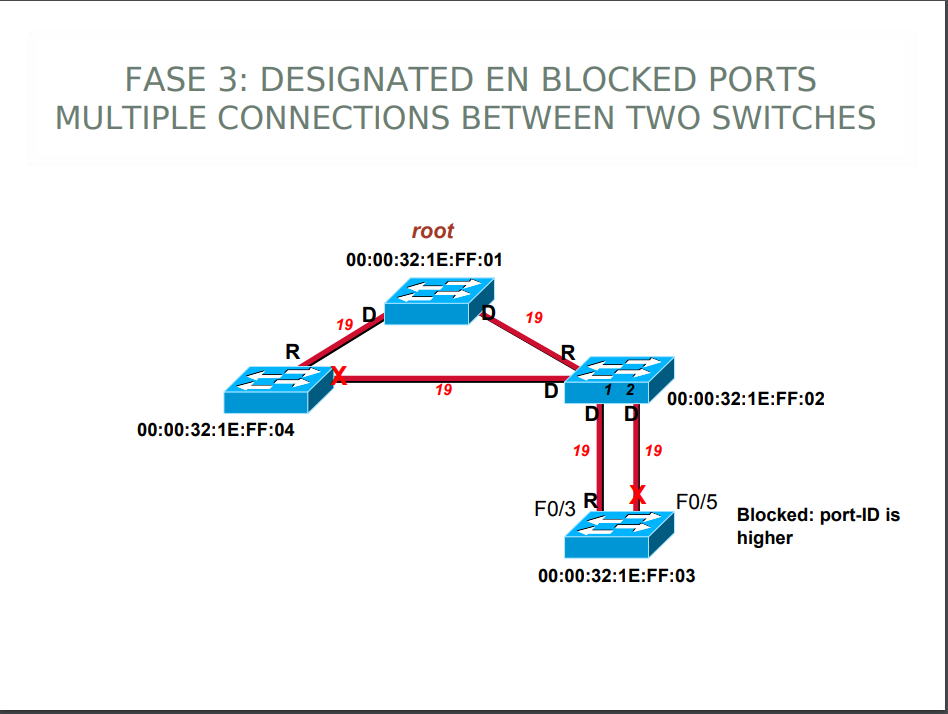 FASE 3: DESIGNATED EN BLOCKED PORTS
MULTIPLE CONNECTIONS BETWEEN TWO SWITCHES
root
00:00:32:1E:FF:01
D
D
19
19
R
R
X
19
D
1 2
00:00:32:1E:FF:02
00:00:32:1E:FF:04
D
D
19
19
F0/3
R
X
F0/5
Blocked: port-ID is
higher
00:00:32:1E:FF:03